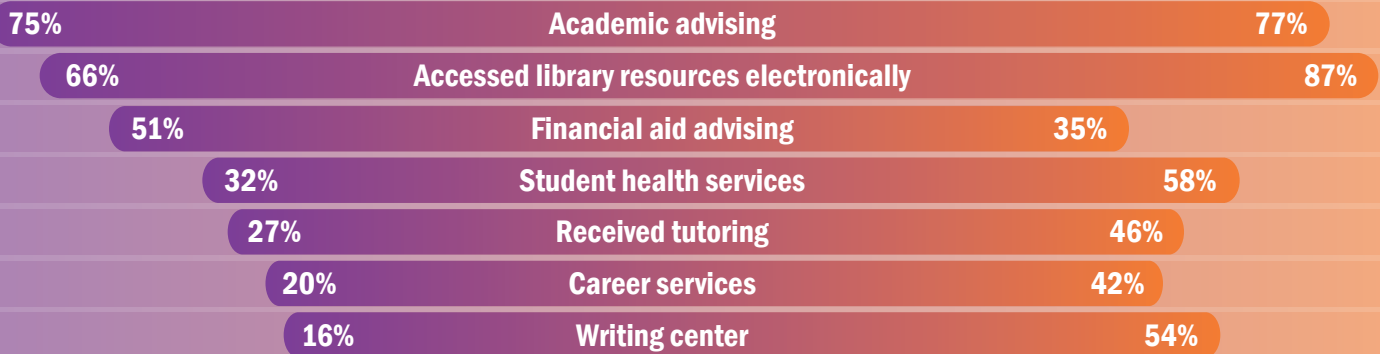 75% Academic advising 77%
66% Accessed library resources electronically 87%
51% Financial aid advising 35%
32% Student health services 58%
27% Received tutoring 46%
20% Career services 42%
16% Writing center 54%